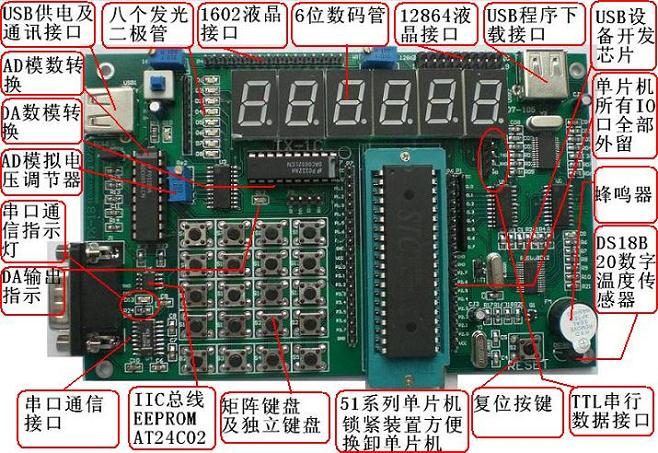 USB供电及
通讯接口
八个发光
二极管
1602液晶
接口
6位数码管
12864液
晶接口
USB程序下
载接口
USB设
备开发
芯片
AD模数转
换
DA数模转
换
AD模拟电
压调节器
串口通
信指示
灯
DA输出
指示
单片机
所有IO
口全部
外留
蜂鸣器
DS18B
20数字
温度传
感器
串口通信
接口
IIC总线
EEPROM
AT24C02
矩阵键盘
及独立键盘
51系列单片机
锁紧装置方便
换卸单片机
复位按键
TTL串行
数据接口
RESET